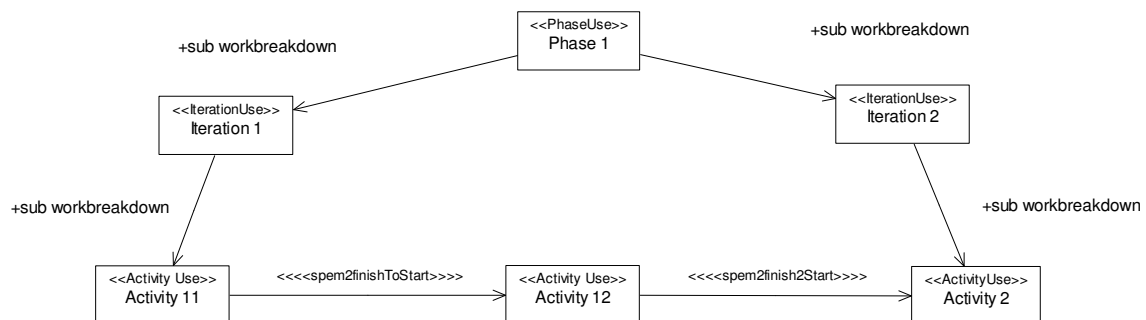 <<PhaseUse>>
Phase 1
+sub workbreakdown
+sub workbreakdown
<<IterationUse>>
Iteration 1
<<IterationUse>>
Iteration 2
+sub workbreakdown
+sub workbreakdown
<<Activity Use>>
Activity 11
<<<<spem2finishToStart>>>>
<<Activity Use>>
Activity 12
<<<<spem2finish2Start>>>>
<<ActivityUse>>
Activity 2